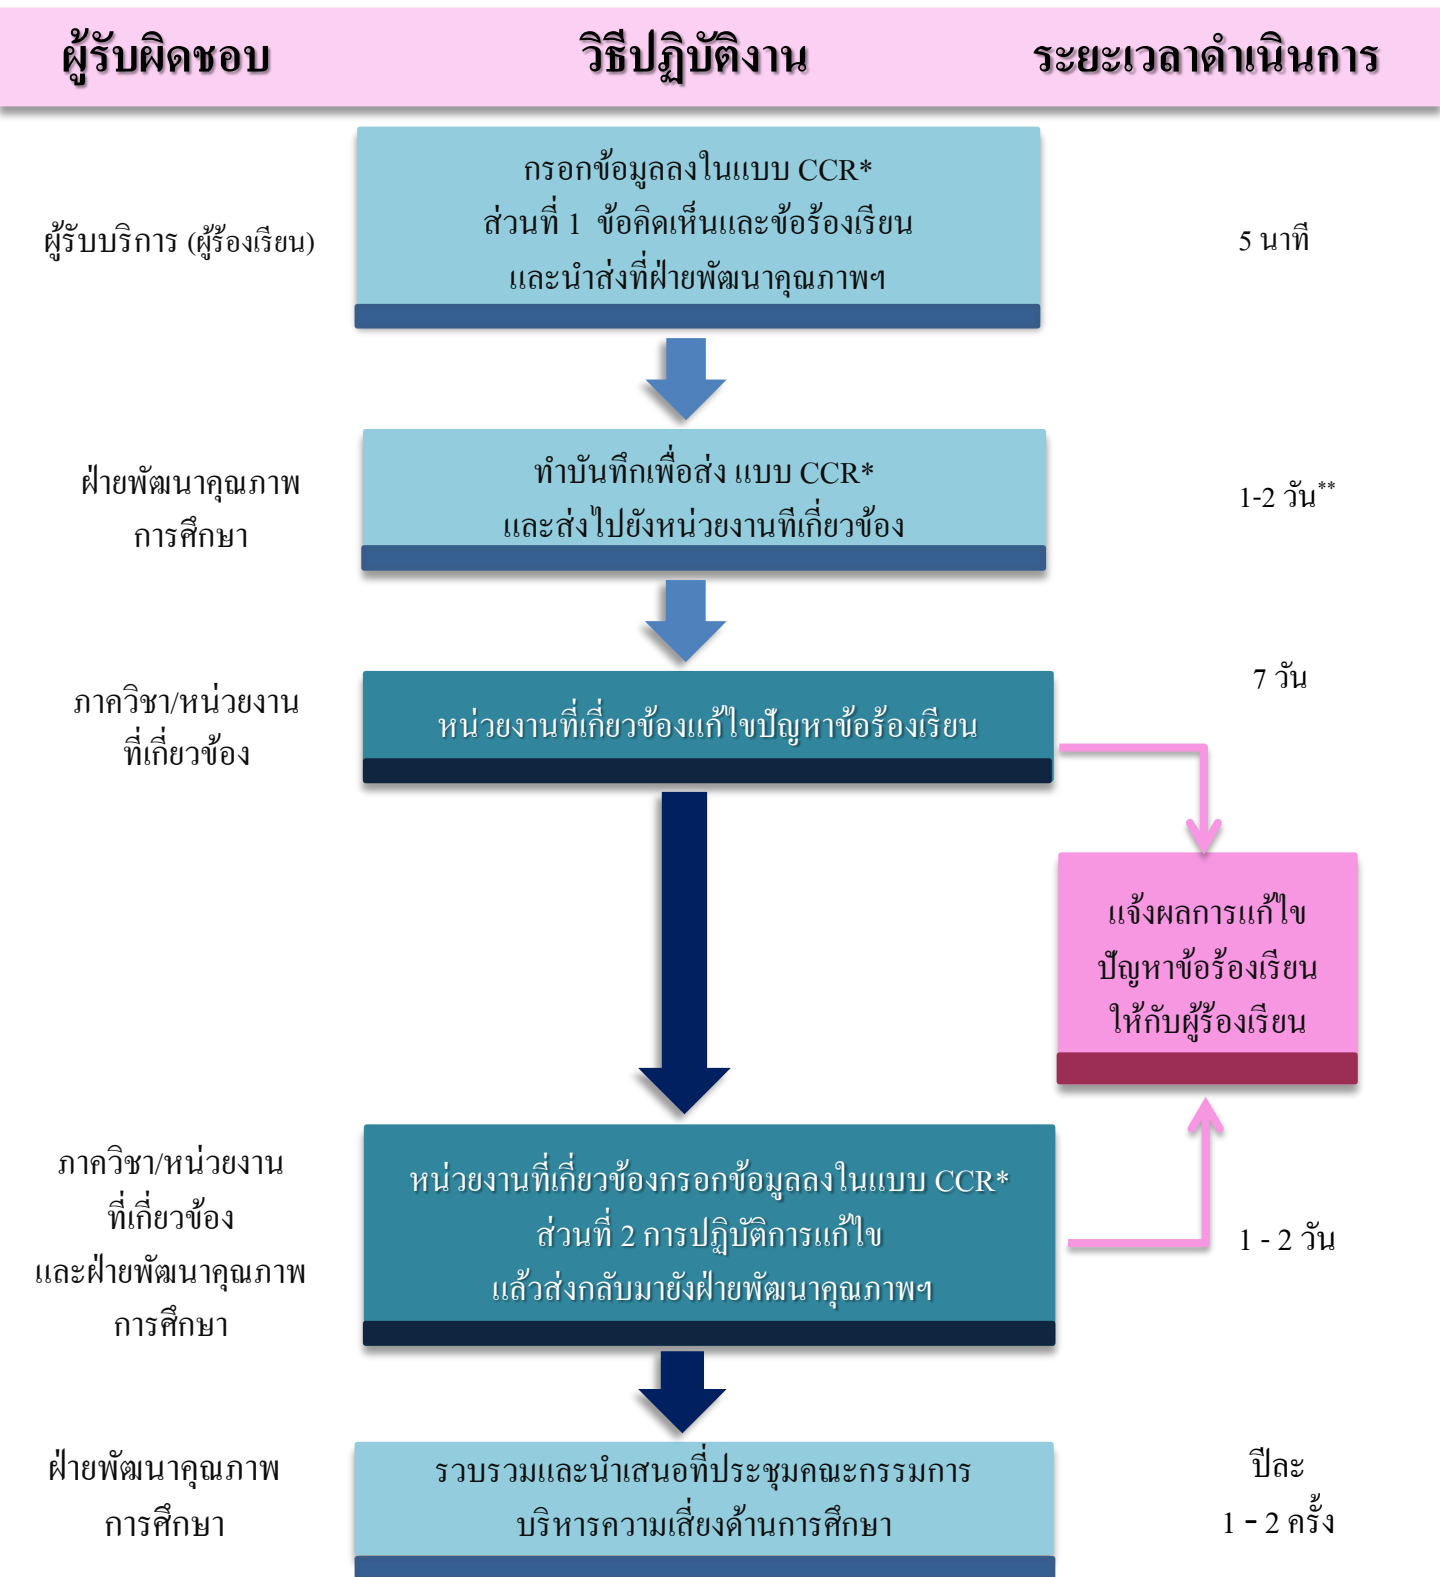 ผู้รับผิดชอบ
วิธีปฏิบัติงาน
ระยะเวลาดำเนินการ
ผู้รับบริการ (ผู้ร้องเรียน)
กรอกข้อมูลลงในแบบ CCR*
ส่วนที่ 1 ข้อคิดเห็นและข้อร้องเรียน
และนำส่งที่ฝ่ายพัฒนาคุณภาพฯ
5 นาที
ฝ่ายพัฒนาคุณภาพ
การศึกษา
ทำบันทึกเพื่อส่ง แบบ CCR*
และส่งไปยังหน่วยงานทีเกี่ยวข้อง
1-2 วัน**
ภาควิชา/หน่วยงาน
ที่เกี่ยวข้อง
หน่วยงานที่เกี่ยวข้องแก้ไขปัญหาข้อร้องเรียน
7 วัน
แจ้งผลการแก้ไข
ปัญหาข้อร้องเรียน
ให้กับผู้ร้องเรียน
ภาควิชา/หน่วยงาน
ที่เกี่ยวข้อง
และฝ่ายพัฒนาคุณภาพ
การศึกษา
หน่วยงานที่เกี่ยวข้องกรอกข้อมูลลงในแบบ CCR*
ส่วนที่ 2 การปฏิบัติการแก้ไข
แล้วส่งกลับมายังฝ่ายพัฒนาคุณภาพฯ
1 - 2 วัน
ฝ่ายพัฒนาคุณภาพ
การศึกษา
รวบรวมและนำเสนอที่ประชุมคณะกรรมการ
บริหารความเสี่ยงด้านการศึกษา
ปีละ
1 - 2 ครั้ง